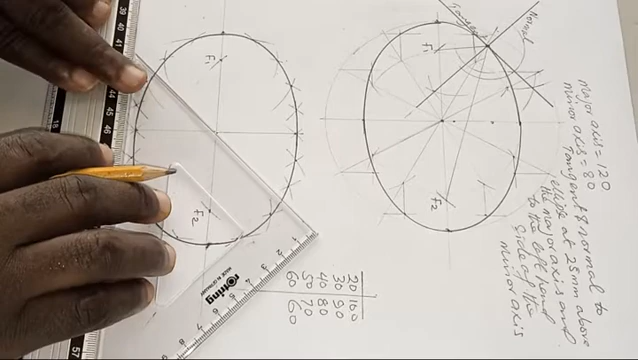 major axis = 120
minor axis = 80
Tangent & normal to
ellipse at 25mm above
the major axis and
to the left hand
side of the
minor axis
Tangent
Normal
F1
F2
F1
F2
20 100
30 90
40 80
50 70
60 60
rotring